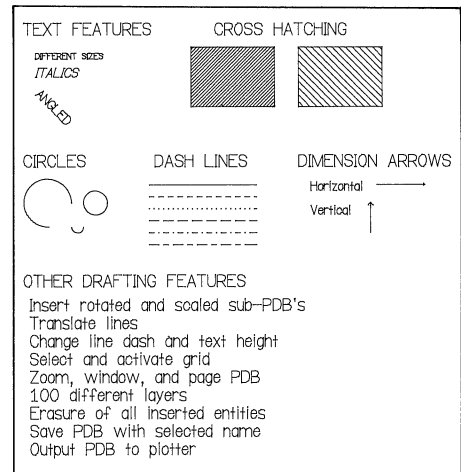 TEXT FEATURES
CROSS HATCHING
DIFFERENT SIZES
ITALICS
ANGLED
CIRCLES
DASH LINES
DIMENSION ARROWS
Horizontal
Vertical
OTHER DRAFTING FEATURES
Insert rotated and scaled sub-PDB's
Translate lines
Change line dash and text height
Select and activate grid
Zoom, window, and page PDB
100 different layers
Erasure of all inserted entities
Save PDB with selected name
Output PDB to plotter